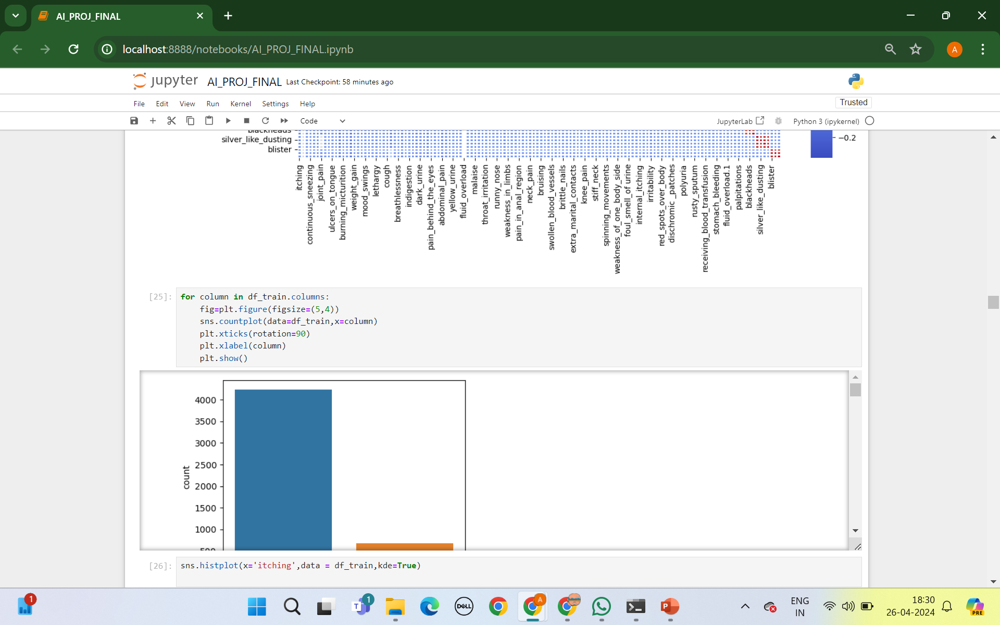 AI_PROJ_FINAL
localhost:8888/notebooks/AI_PROJ_FINAL.ipynb
A
jupyter AI_PROJ_FINAL Last Checkpoint: 58 minutes ago
File Edit View Run Kernel Settings Help
Trusted
Code
JupyterLab
Python 3 (ipykernel)
blackheads
silver_like_dusting
blister
−0.2
itching
continuous_sneezing
joint_pain
ulcers_on_tongue
burning_micturition
weight_gain
mood_swings
lethargy
cough
breathlessness
indigestion
dark_urine
pain_behind_the_eyes
abdominal_pain
yellow_urine
fluid_overload
malaise
throat_irritation
runny_nose
weakness_in_limbs
pain_in_anal_region
neck_pain
bruising
swollen_blood_vessels
brittle_nails
extra_marital_contacts
knee_pain
stiff_neck
spinning_movements
weakness_of_one_body_side
foul_smell_of urine
internal_itching
irritability
red_spots_over_body
dischromic _patches
polyuria
rusty_sputum
receiving_blood_transfusion
stomach_bleeding
fluid_overload.1
palpitations
blackheads
silver_like_dusting
blister
[25]:
for column in df_train.columns:
fig=plt.figure(figsize=(5,4))
sns.countplot(data=df_train,x=column)
plt.xticks(rotation=90)
plt.xlabel(column)
plt.show()
4000
3500
3000
2500
2000
1500
1000
500
count
[26]:
sns.histplot(x='itching',data = df_train,kde=True)
1
T
1
DELL
A
P
ENG
IN
18:30
26-04-2024
PRE